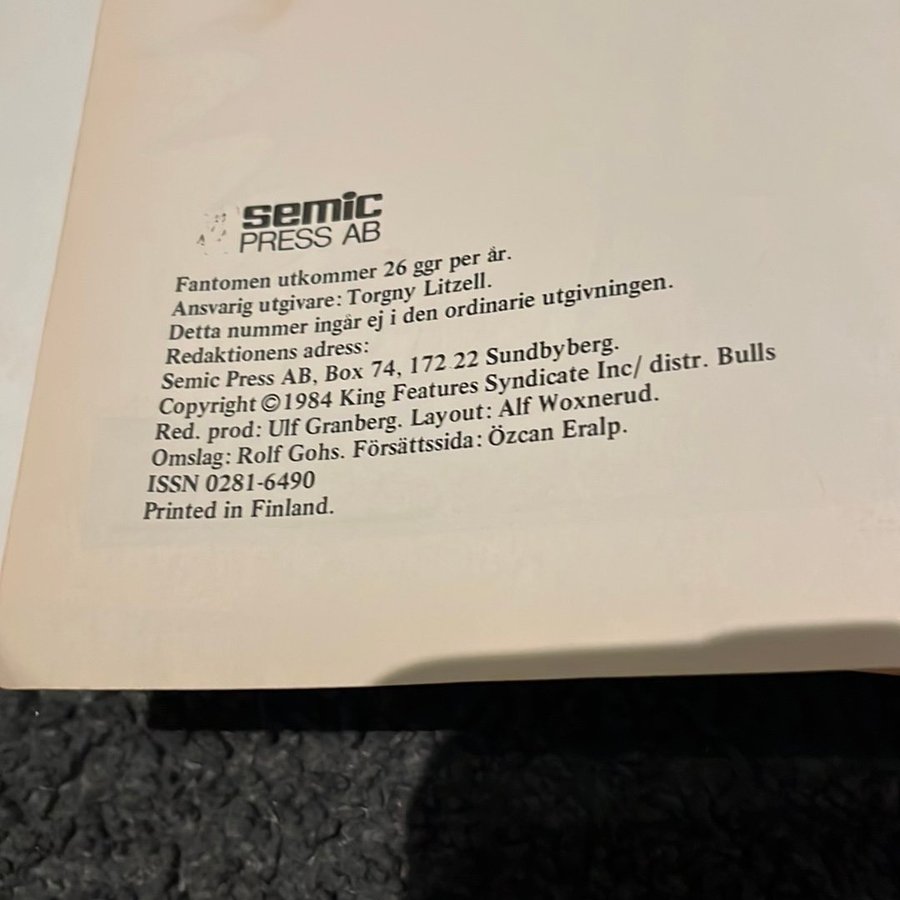 semic
PRESS AB
Fantomen utkommer 26 ggr per år.
Ansvarig utgivare: Torgny Litzell.
Detta nummer ingår ej i den ordinarie utgivningen.
Redaktionens adress:
Semic Press AB, Box 74, 172 22 Sundbyberg.
Copyright ©1984 King Features Syndicate Inc/ distr. Bulls
Red. prod: Ulf Granberg. Layout: Alf Woxnerud.
Omslag: Rolf Gohs. Försättssida: Özcan Eralp.
ISSN 0281-6490
Printed in Finland.